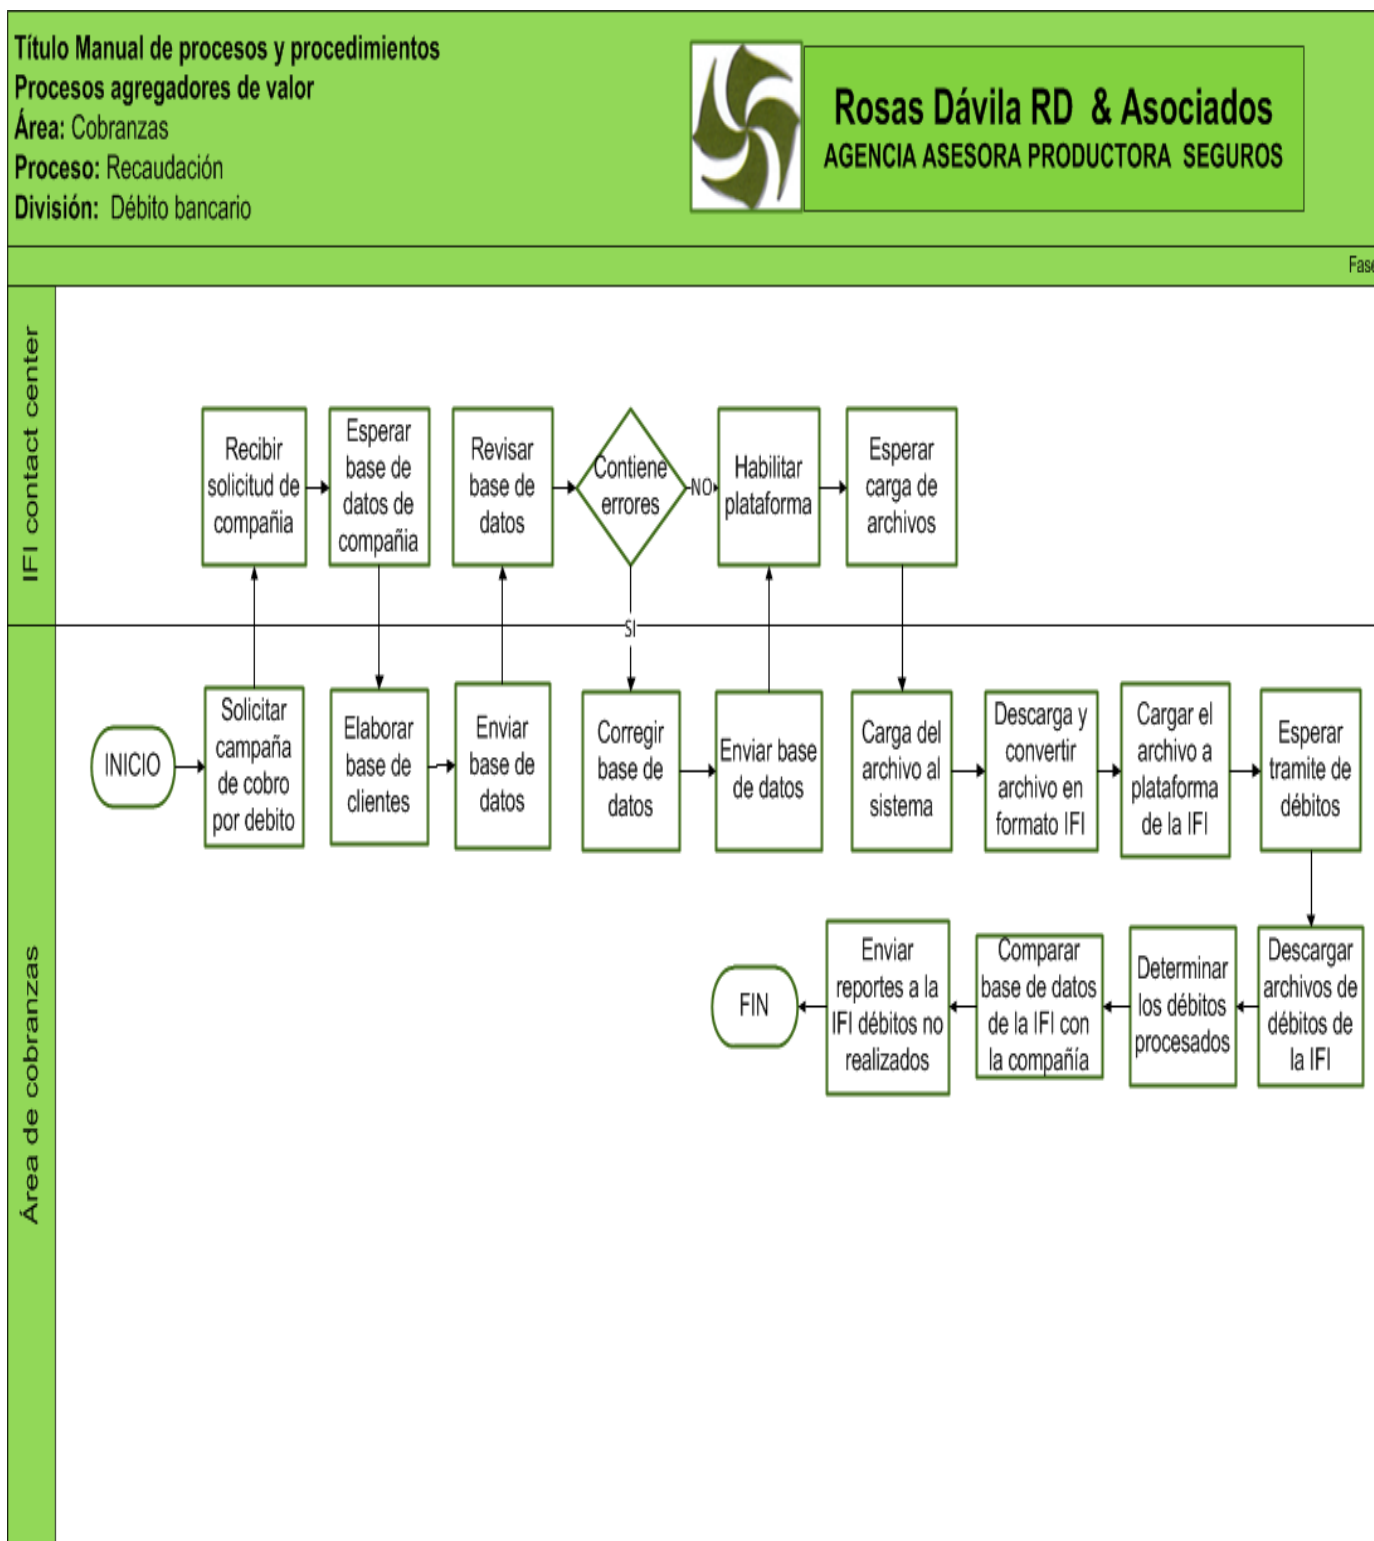 Título Manual de procesos y procedimientos
Procesos agregadores de valor
Área: Cobranzas
Proceso: Recaudación
División: Débito bancario
Rosas Dávila RD & Asociados
AGENCIA ASESORA PRODUCTORA SEGUROS
Fase
IFI contact center
Recibir
solicitud de
compañia
Esperar
base de
datos de
compañia
Revisar
base de
datos
Contiene
errores
NO
Habilitar
plataforma
Esperar
carga de
archivos
SI
Área de cobranzas
INICIO
Solicitar
campaña
de cobro
por debito
Elaborar
base de
clientes
Enviar
base de
datos
Corregir
base de
datos
Enviar base
de datos
Carga del
archivo al
sistema
Descarga y
convertir
archivo en
formato IFI
Cargar el
archivo a
plataforma
de la IFI
Esperar
tramite de
débitos
Descargar
archivos de
débitos de
la IFI
Determinar
los débitos
procesados
Comparar
base de datos
de la IFI con
la compañía
Enviar
reportes a la
IFI débitos no
realizados
FIN